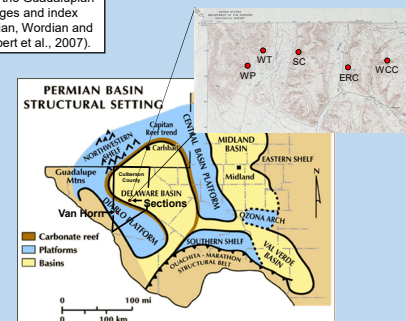 the Guadalupian
ges and index
an, Wordian and
pert et al., 2007).
WP
WT
SC
ERC
WCC
PERMIAN BASIN
STRUCTURAL SETTING
Capitan
Reef trend
NORTHWESTERN
SHELF
Carlsbad
CENTRAL BASIN PLATFORM
MIDLAND
BASIN
EASTERN SHELF
Midland
Guadalupe
Mtns
Culberson
County
DELAWARE BASIN
Sections
N
Van Horn
DIABLO PLATFORM
OZONA ARCH
SOUTHERN SHELF
VAL VERDE
BASIN
OUACHITA - MARATHON
STRUCTURAL BELT
Carbonate reef
Platforms
Basins
0 100 mi
0 100 km